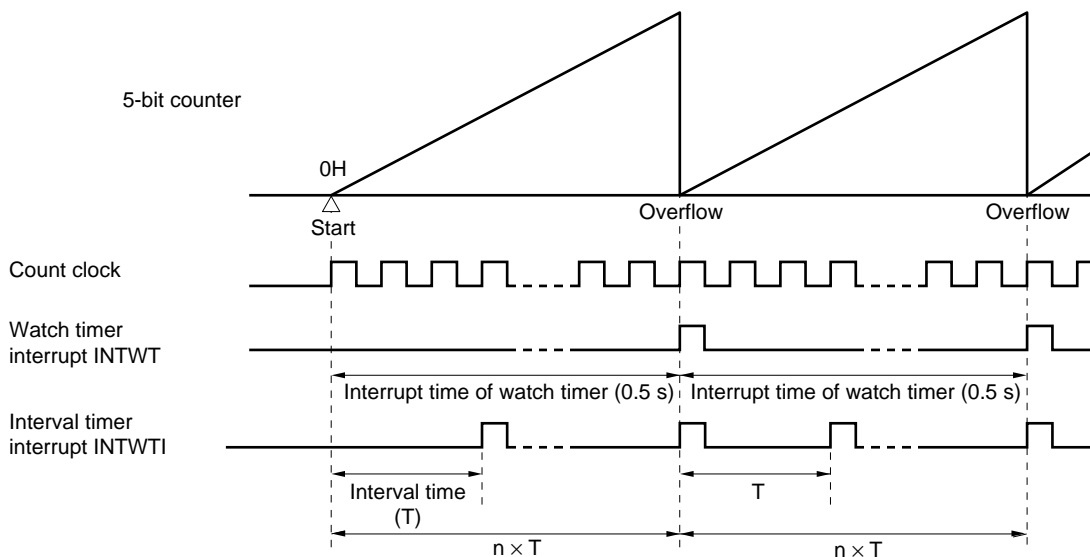 5-bit counter
0H
Start
Overflow
Overflow
Count clock
Watch timer
interrupt INTWT
Interrupt time of watch timer (0.5 s)
Interrupt time of watch timer (0.5 s)
Interval timer
interrupt INTWTI
Interval time
(T)
T
n × T
n × T